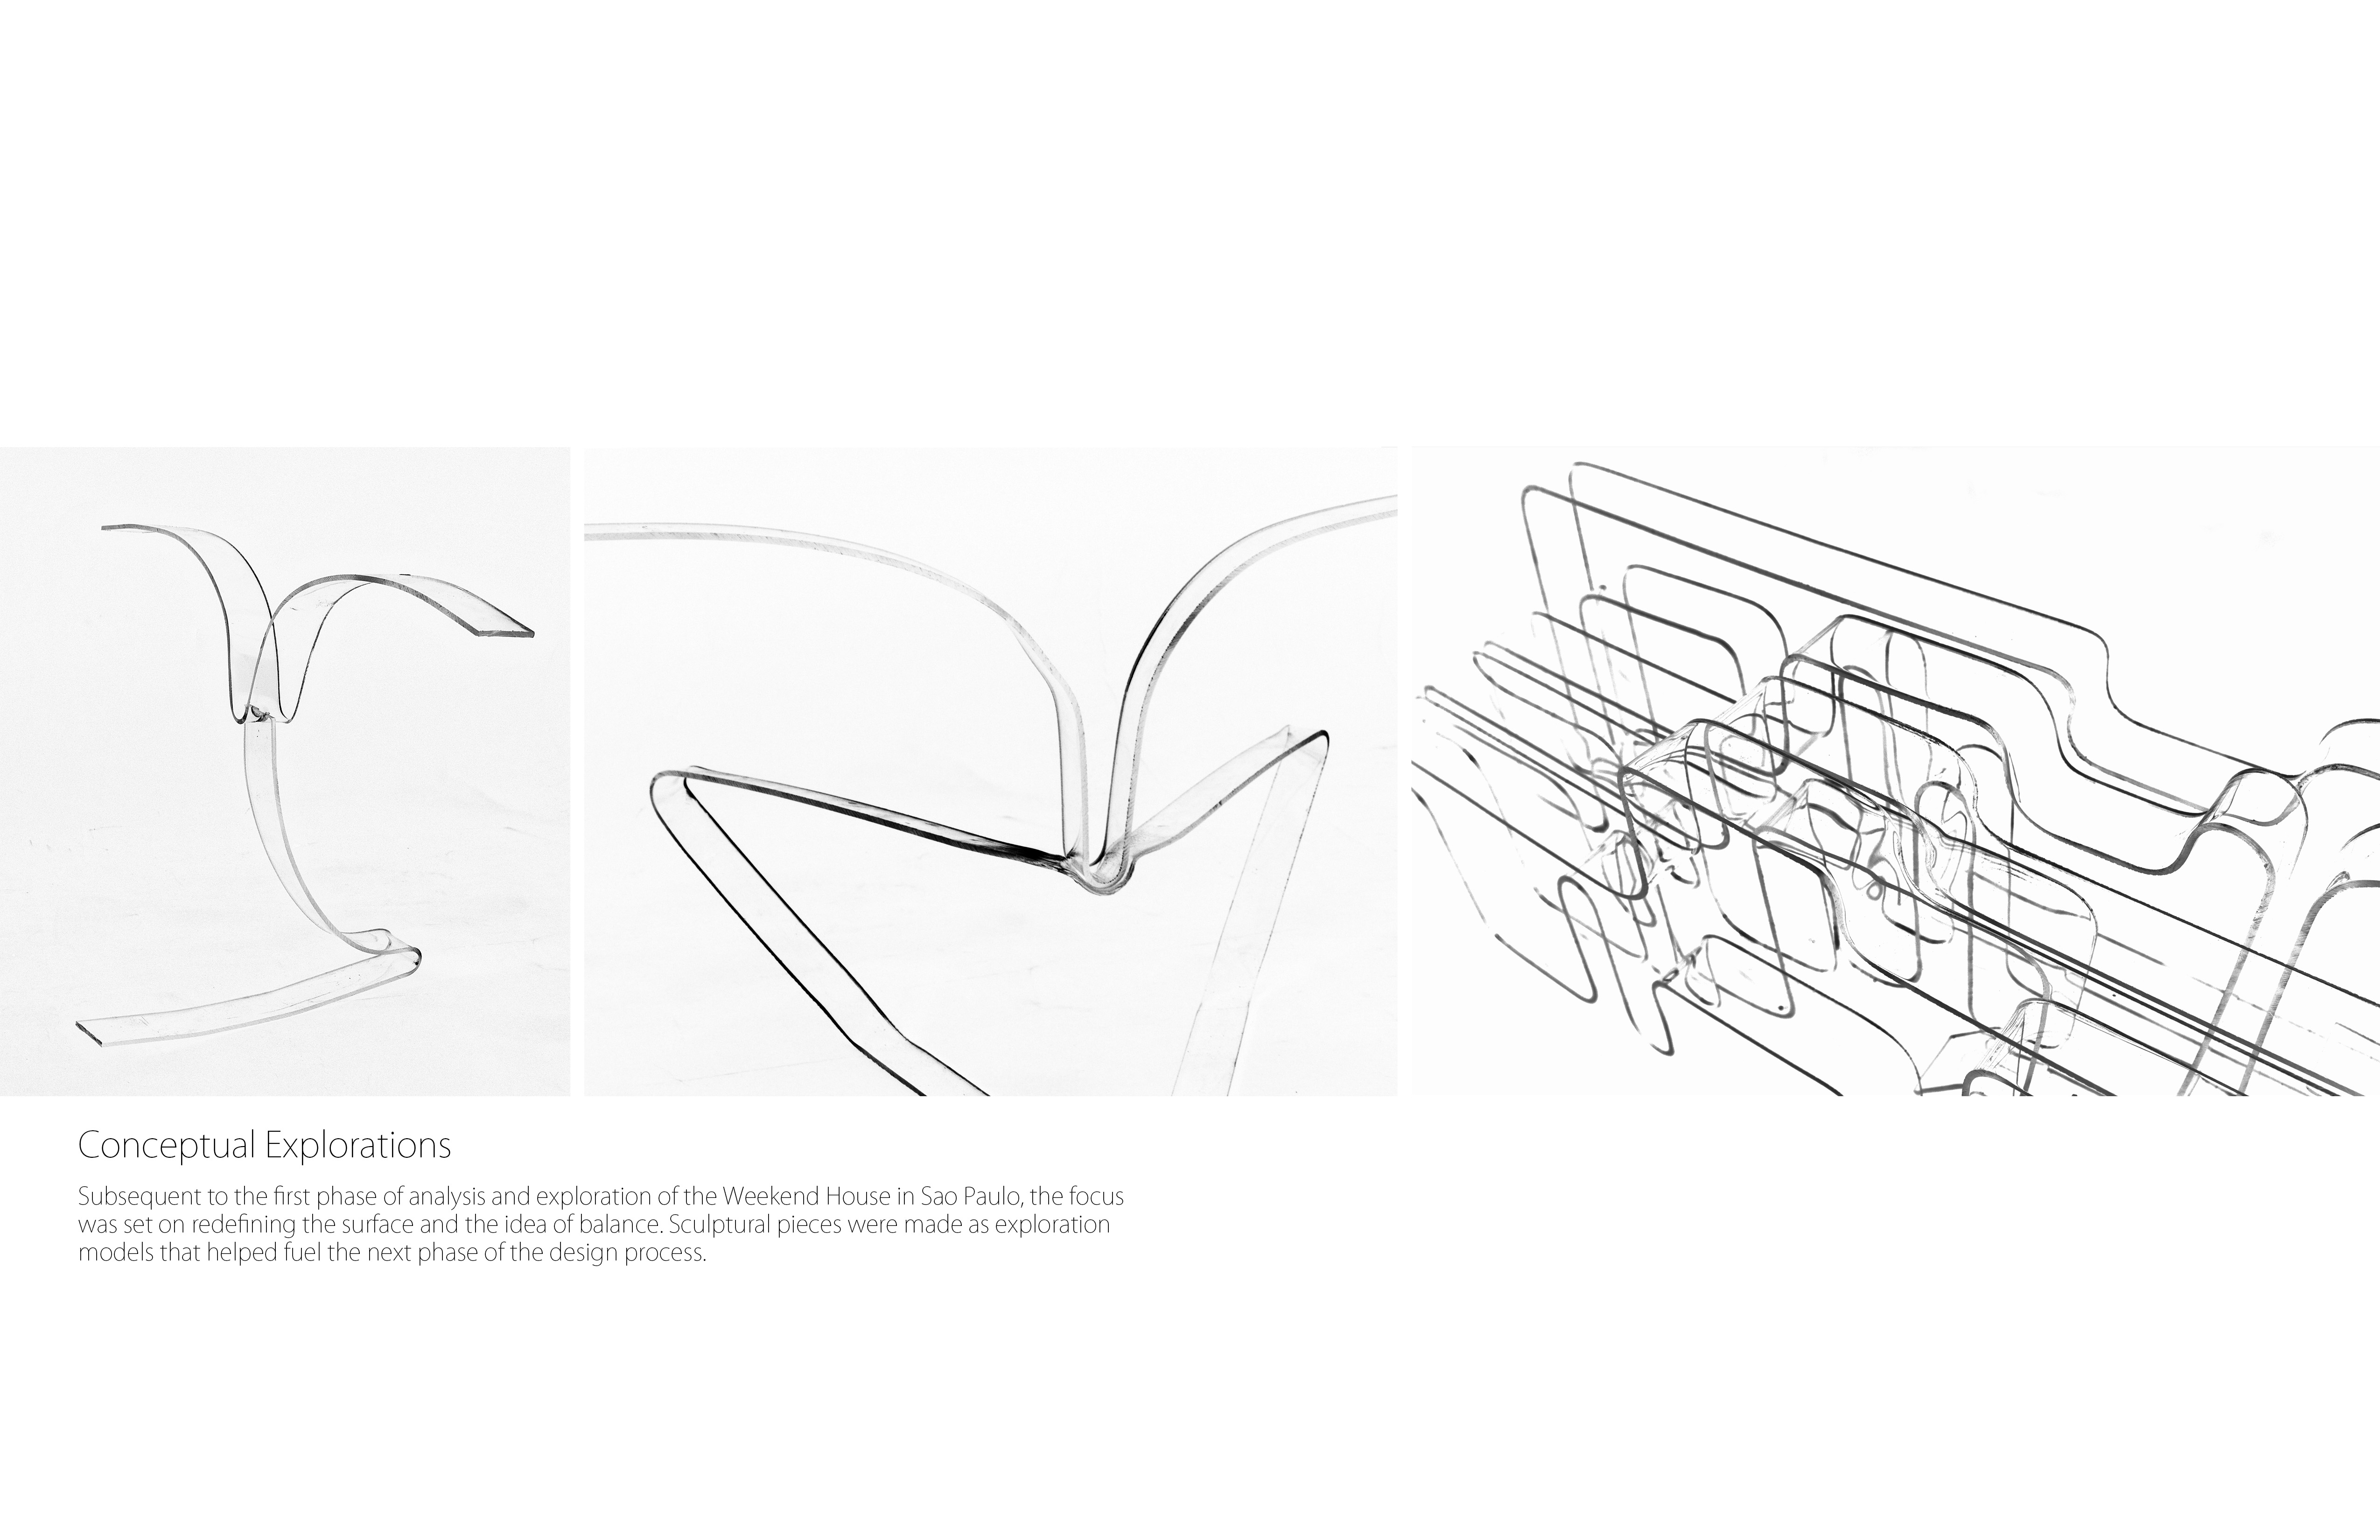 Conceptual Explorations
Subsequent to the first phase of analysis and exploration of the Weekend House in Sao Paulo, the focus
was set on redefining the surface and the idea of balance. Sculptural pieces were made as exploration
models that helped fuel the next phase of the design process.